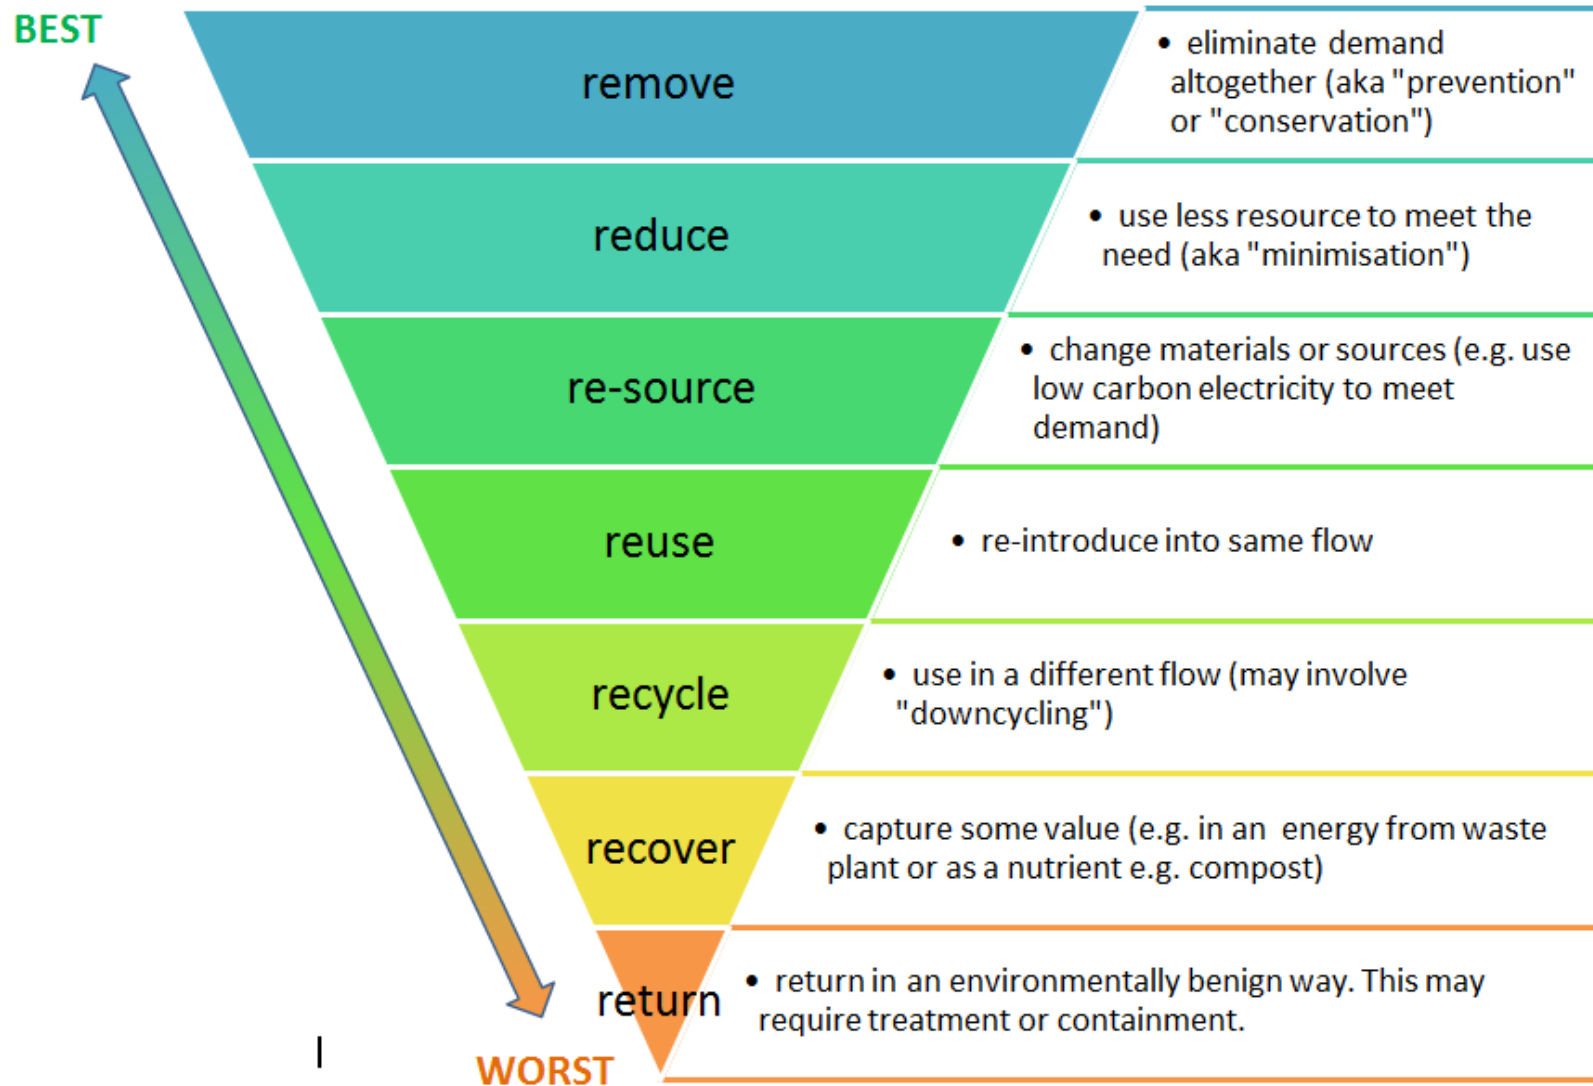 BEST
remove
• eliminate demand
altogether (aka "prevention"
or "conservation")
reduce
• use less resource to meet the
need (aka "minimisation")
re-source
• change materials or sources (e.g. use
low carbon electricity to meet
demand)
reuse
• re-introduce into same flow
recycle
• use in a different flow (may involve
"downcycling")
recover
• capture some value (e.g. in an energy from waste
plant or as a nutrient e.g. compost)
return
• return in an environmentally benign way. This may
require treatment or containment.
WORST